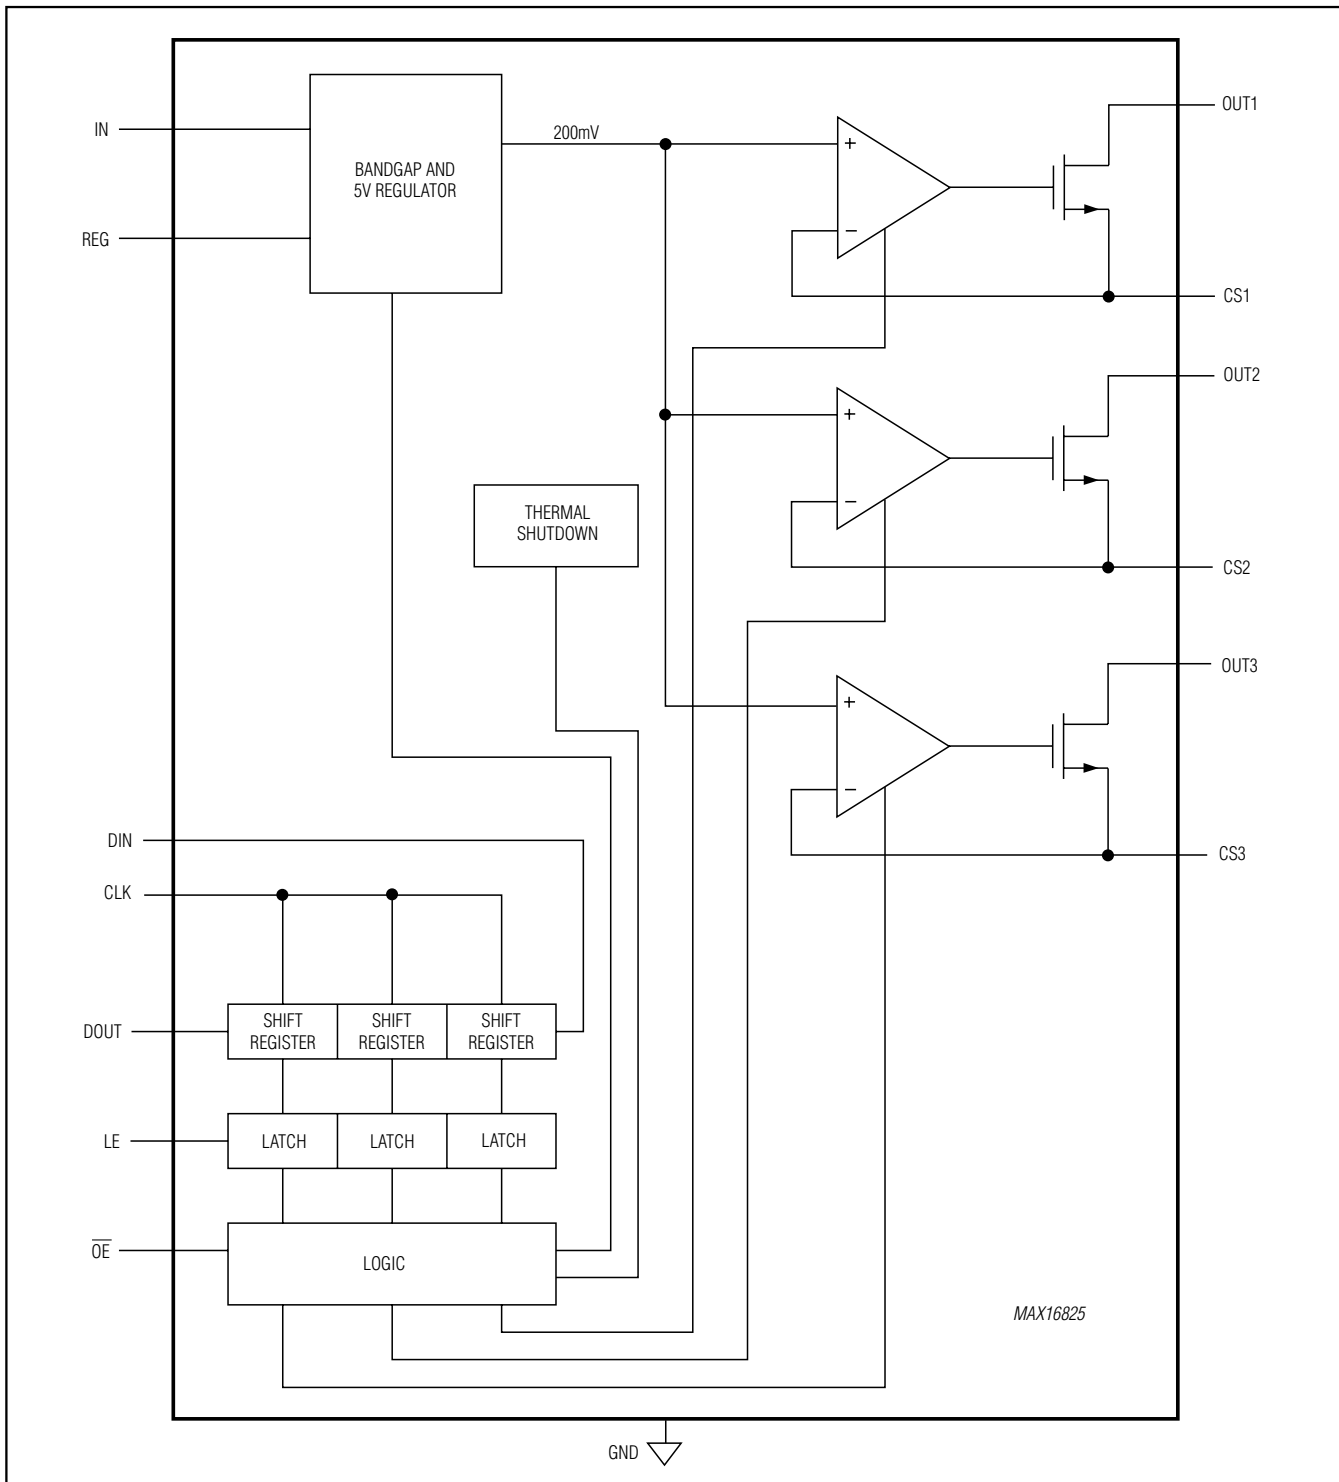 IN
REG
BANDGAP AND
5V REGULATOR
200mV
+
−
OUT1
CS1
+
−
OUT2
CS2
THERMAL
SHUTDOWN
+
−
OUT3
CS3
DIN
CLK
DOUT
SHIFT
REGISTER
SHIFT
REGISTER
SHIFT
REGISTER
LE
LATCH
LATCH
LATCH
O̅E̅
LOGIC
MAX16825
GND